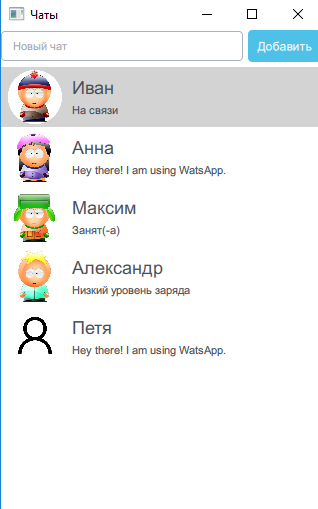 Чаты
Новый чат
Добавить
Иван
На связи
Анна
Hey there! I am using WatsApp.
Максим
Занят(-а)
Александр
Низкий уровень заряда
Петя
Hey there! I am using WatsApp.